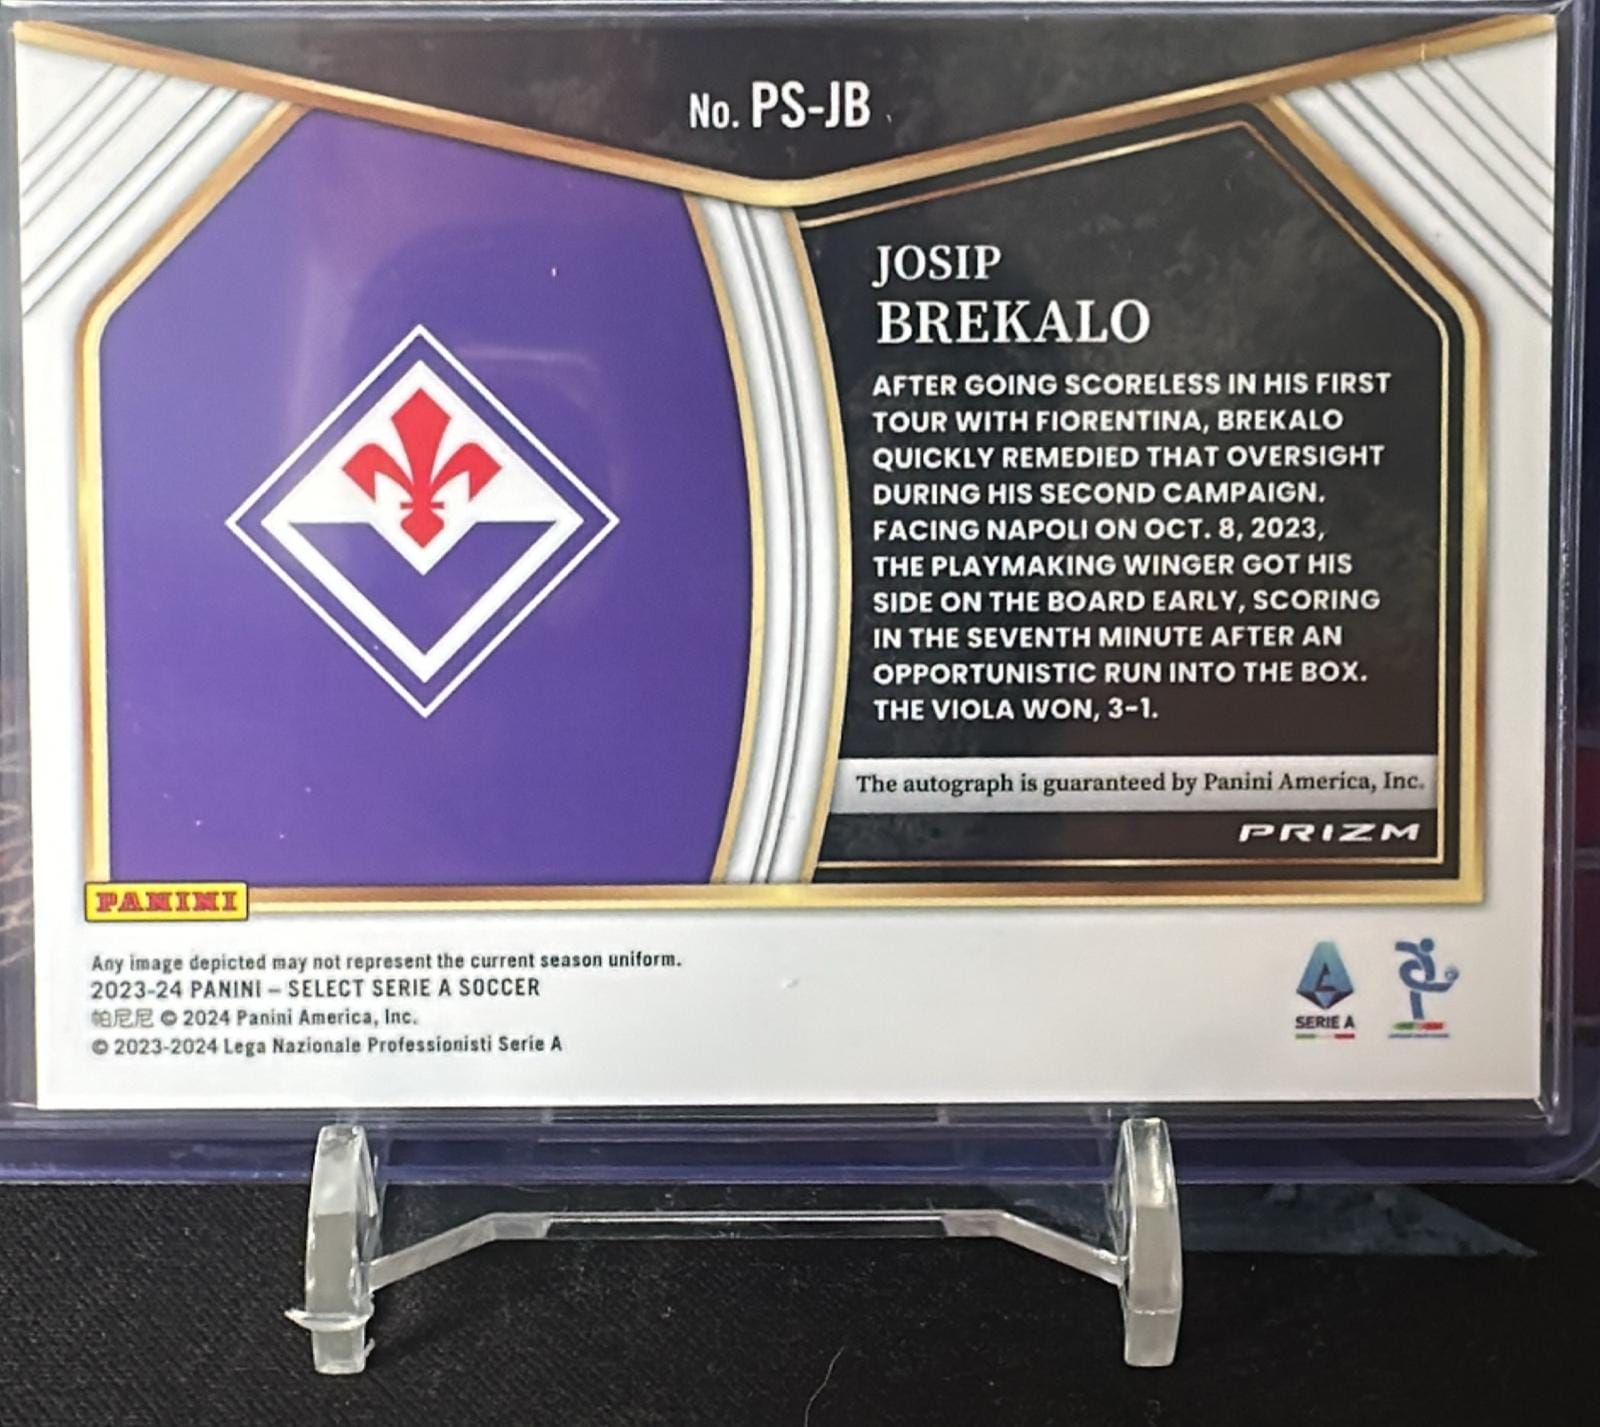 No. PS-JB
JOSIP
BREKALO
AFTER GOING SCORELESS IN HIS FIRST
TOUR WITH FIORENTINA, BREKALO
QUICKLY REMEDIED THAT OVERSIGHT
DURING HIS SECOND CAMPAIGN.
FACING NAPOLI ON OCT. 8, 2023,
THE PLAYMAKING WINGER GOT HIS
SIDE ON THE BOARD EARLY, SCORING
IN THE SEVENTH MINUTE AFTER AN
OPPORTUNISTIC RUN INTO THE BOX.
THE VIOLA WON, 3-1.
The autograph is guaranteed by Panini America, Inc.
PRIZM
PANINI
Any image depicted may not represent the current season uniform.
2023-24 PANINI – SELECT SERIE A SOCCER
帕尼尼 © 2024 Panini America, Inc.
© 2023-2024 Lega Nazionale Professionisti Serie A
SERIE A